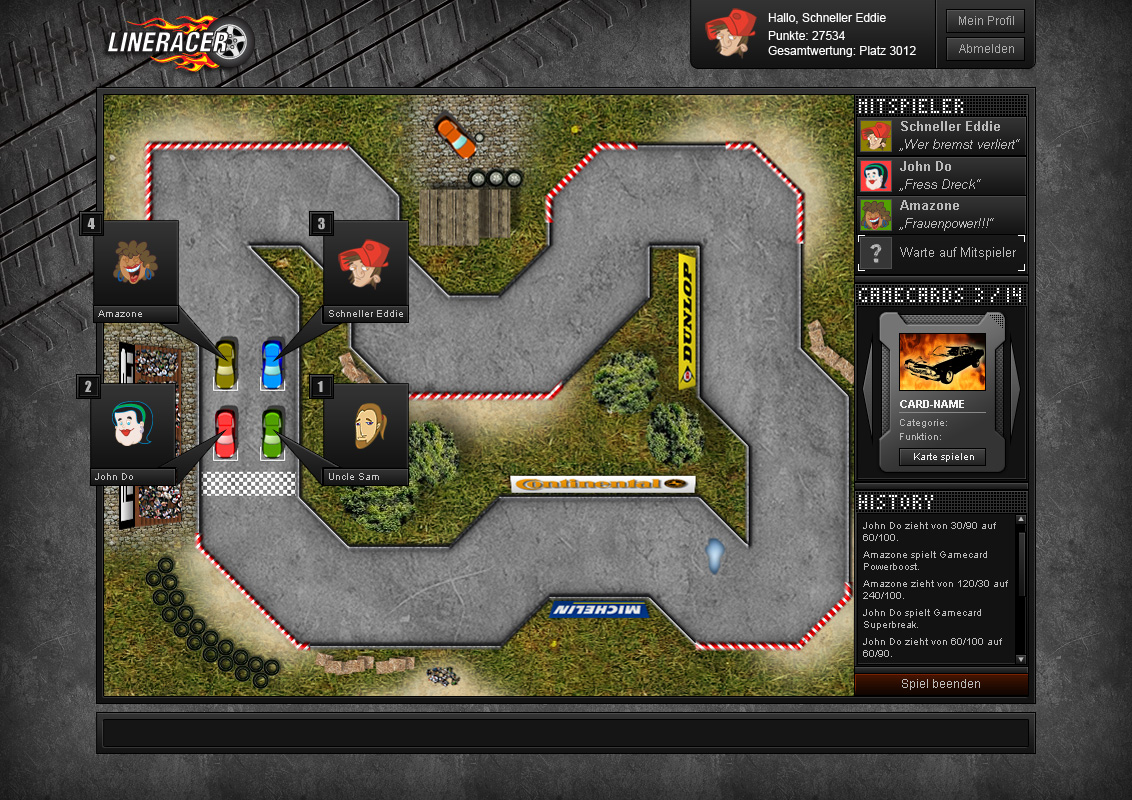 LINERACER
Hallo, Schneller Eddie
Punkte: 27534
Gesamtwertung: Platz 3012
Mein Profil
Abmelden
4
Amazone
3
Schneller Eddie
2
John Do
1
Uncle Sam
DUNLOP
Continental
MICHELIN
MITSPIELER
Schneller Eddie
„Wer bremst verliert“
John Do
„Fress Dreck“
Amazone
„Frauenpower!!!“
?
Warte auf Mitspieler
GAMECARDS 3/14
CARD-NAME
Categorie:
Funktion:
Karte spielen
HISTORY
John Do zieht von 30/90 auf
60/100.
Amazone spielt Gamecard
Powerboost.
Amazone zieht von 120/30 auf
240/100.
John Do spielt Gamecard
Superbreak.
John Do zieht von 60/100 auf
60/90.
Spiel beenden